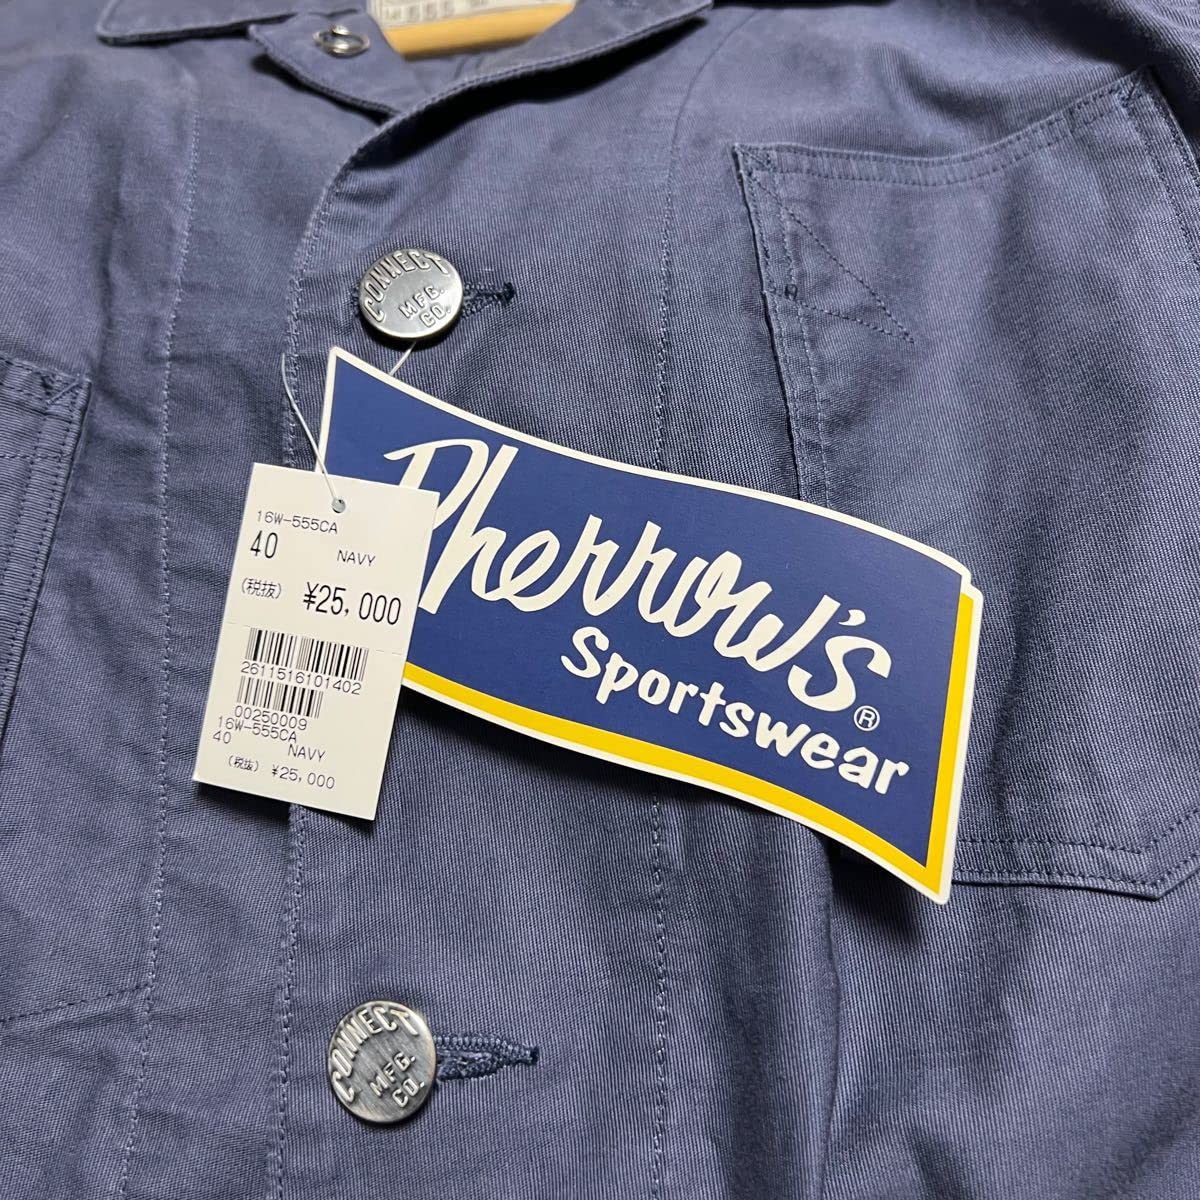 CONNECT
MFG.
CO.
Pherrow's®
Sportswear
16W-555CA
40 NAVY
(税抜) ¥25,000
2611516101402
00250009
16W-555CA
40 NAVY
(税抜) ¥25,000
CONNECT
MFG.
CO.